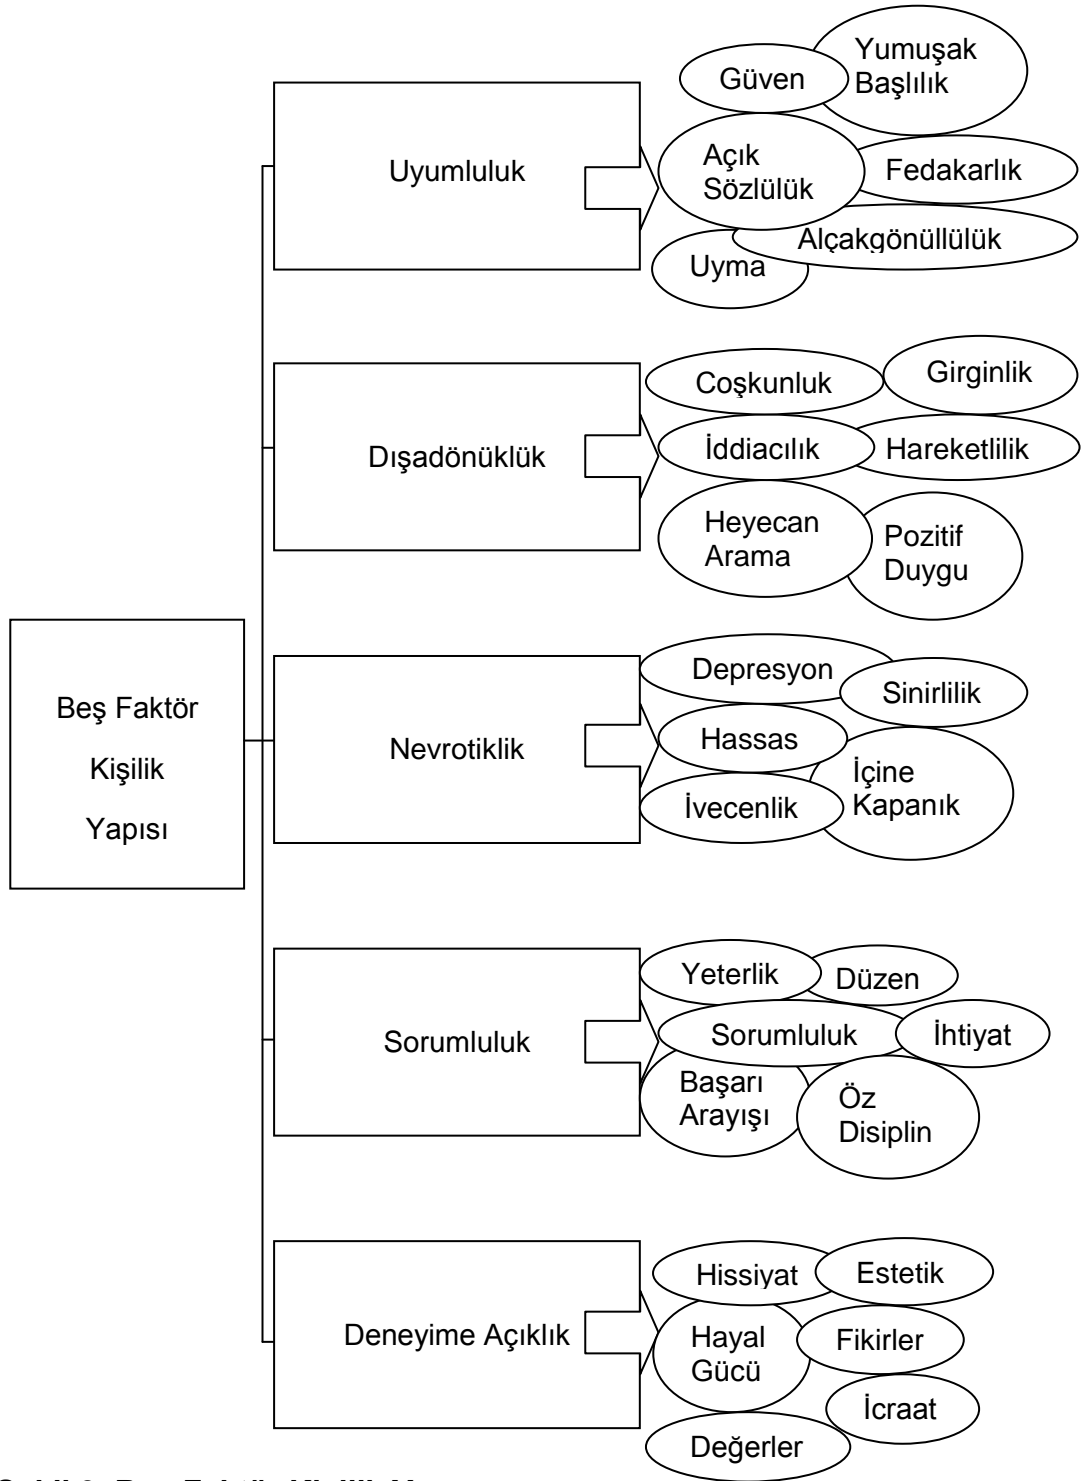 Güven
Yumuşak
Başlılık
Uyumluluk
Açık
Sözlülük
Fedakarlık
Alçakgönüllülük
Uyma
Coşkunluk
Girginlik
Dışadönüklük
İddiacılık
Hareketlilik
Heyecan
Arama
Pozitif
Duygu
Beş Faktör
Kişilik
Yapısı
Depresyon
Sinirlilik
Nevrotiklik
Hassas
İçine
Kapanık
İvecenlik
Yeterlik
Düzen
Sorumluluk
Sorumluluk
İhtiyat
Başarı
Arayışı
Öz
Disiplin
Hissiyat
Estetik
Deneyime Açıklık
Hayal
Gücü
Fikirler
İcraat
Değerler